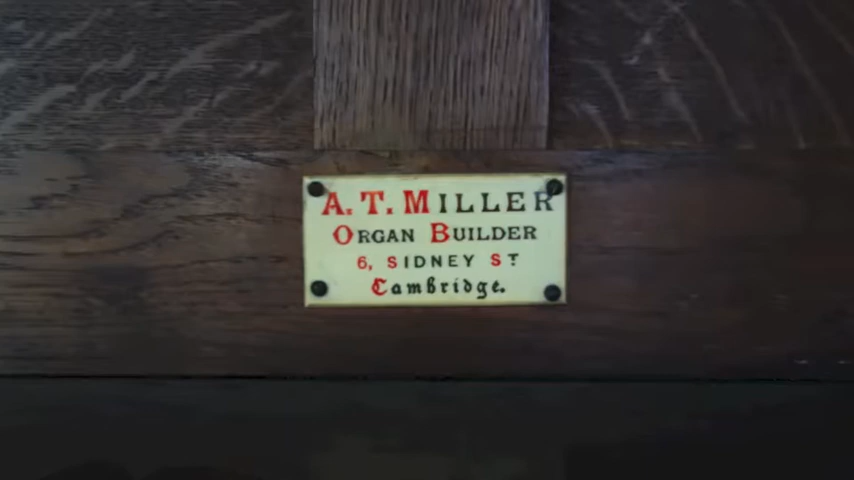 A. T. MILLER
ORGAN BUILDER
6, SIDNEY ST
Cambridge.